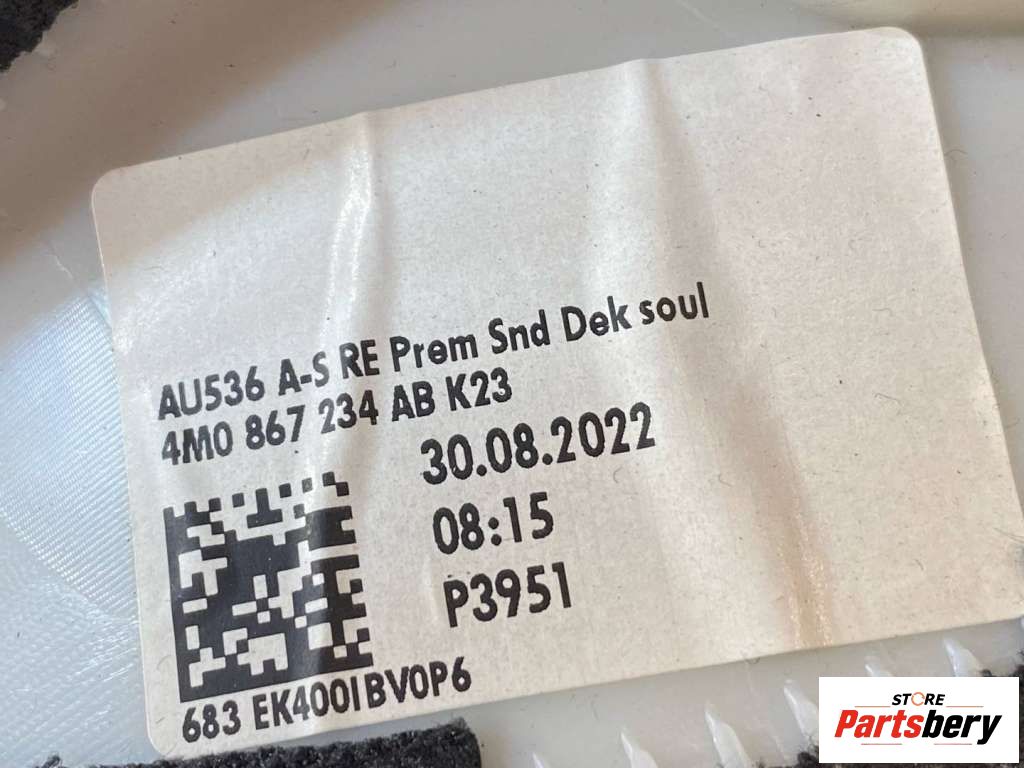 AU536 A-S RE Prem Snd Dek soul
4M0 867 234 AB K23
30.08.2022
08:15
P3951
683 EK400IBV0P6
STORE
Partsbery